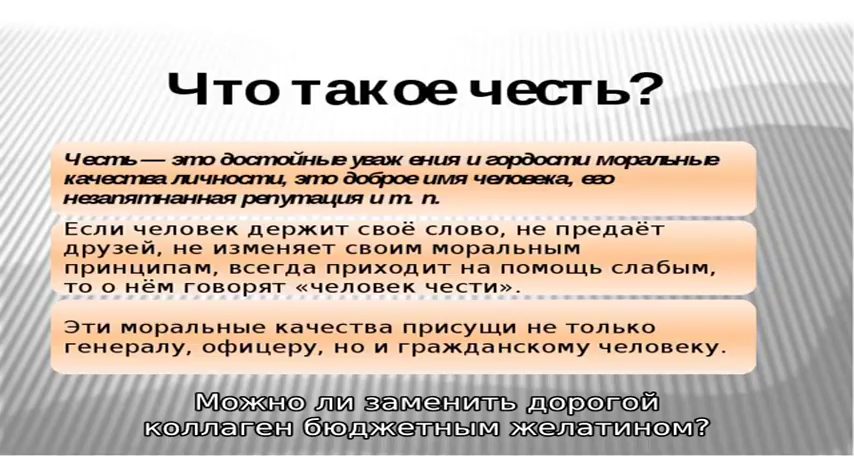 Что такое честь?
Честь — это достойные уважения и гордости моральные
качества личности, это доброе имя человека, его
незапятнанная репутация и т. п.
Если человек держит своё слово, не предаёт
друзей, не изменяет своим моральным
принципам, всегда приходит на помощь слабым,
то о нём говорят «человек чести».
Эти моральные качества присущи не только
генералу, офицеру, но и гражданскому человеку.
Можно ли заменить дорогой
коллаген бюджетным желатином?